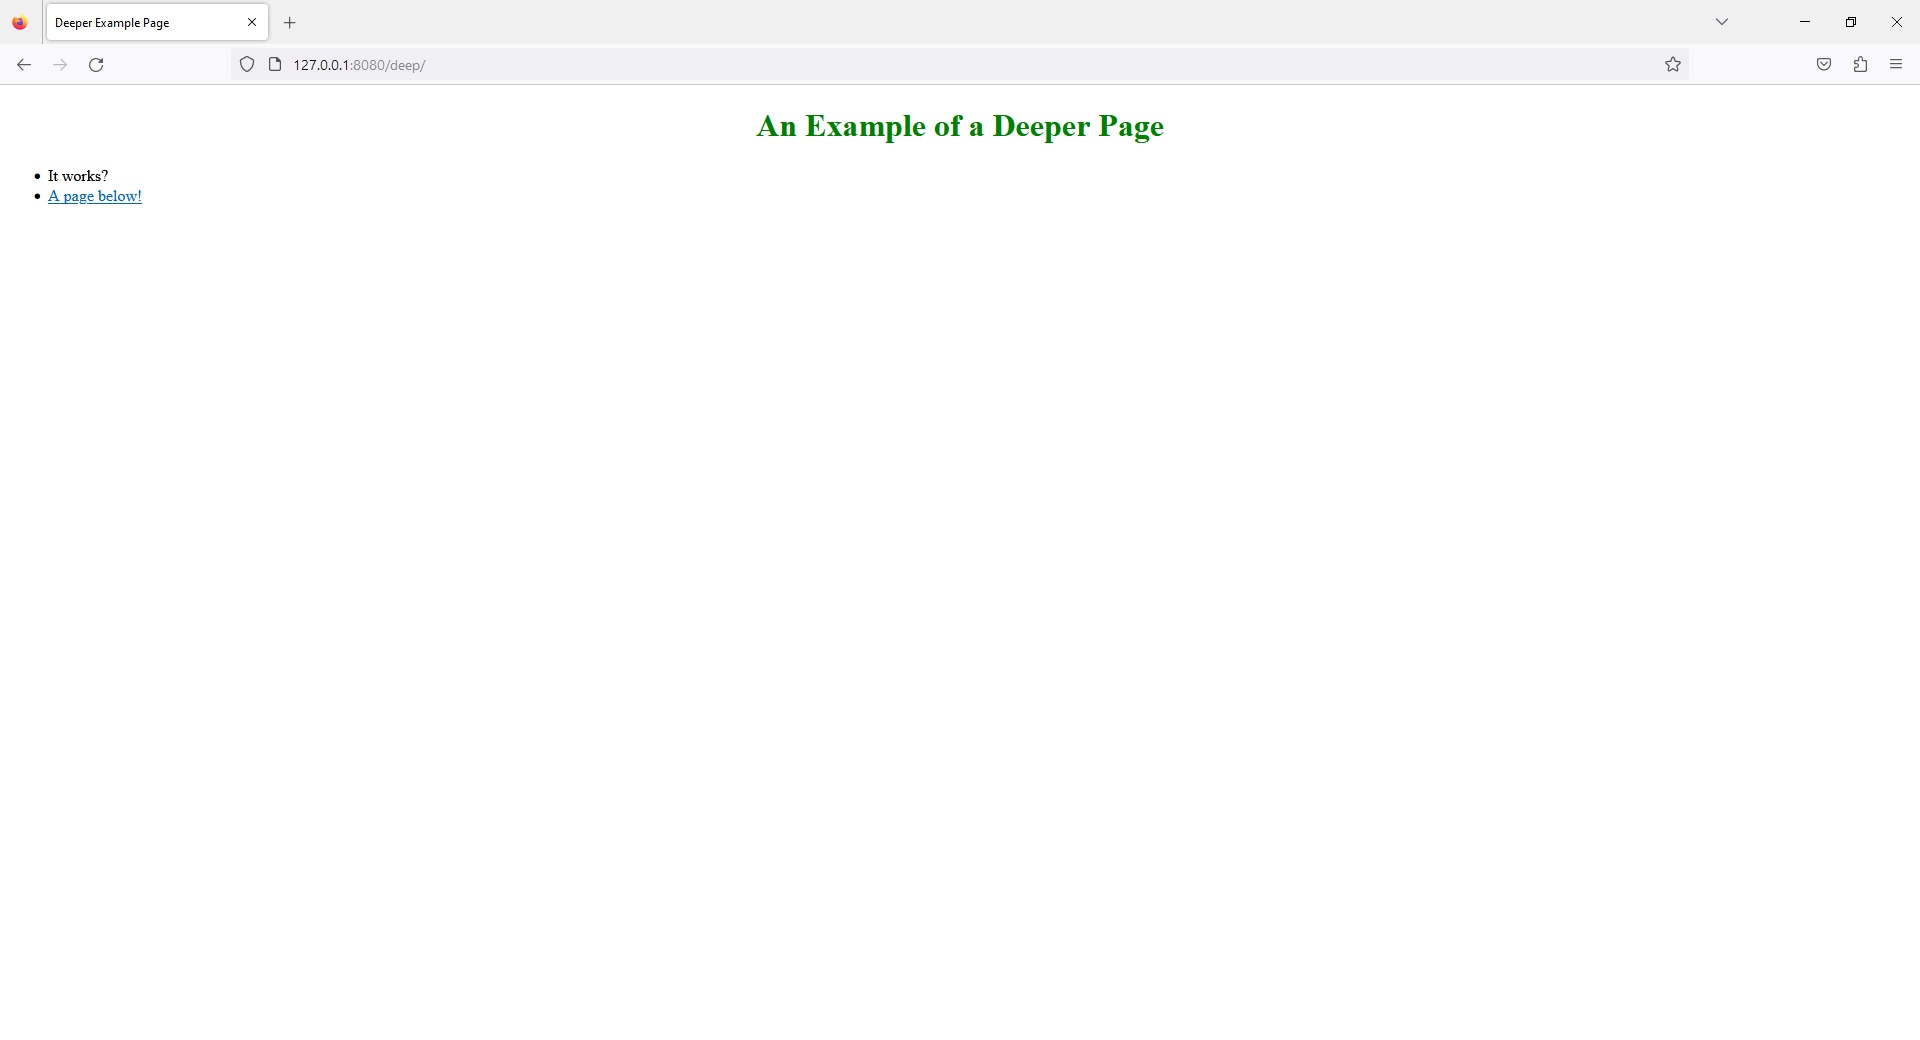 Deeper Example Page
127.0.0.1:8080/deep/
An Example of a Deeper Page
It works?
A page below!